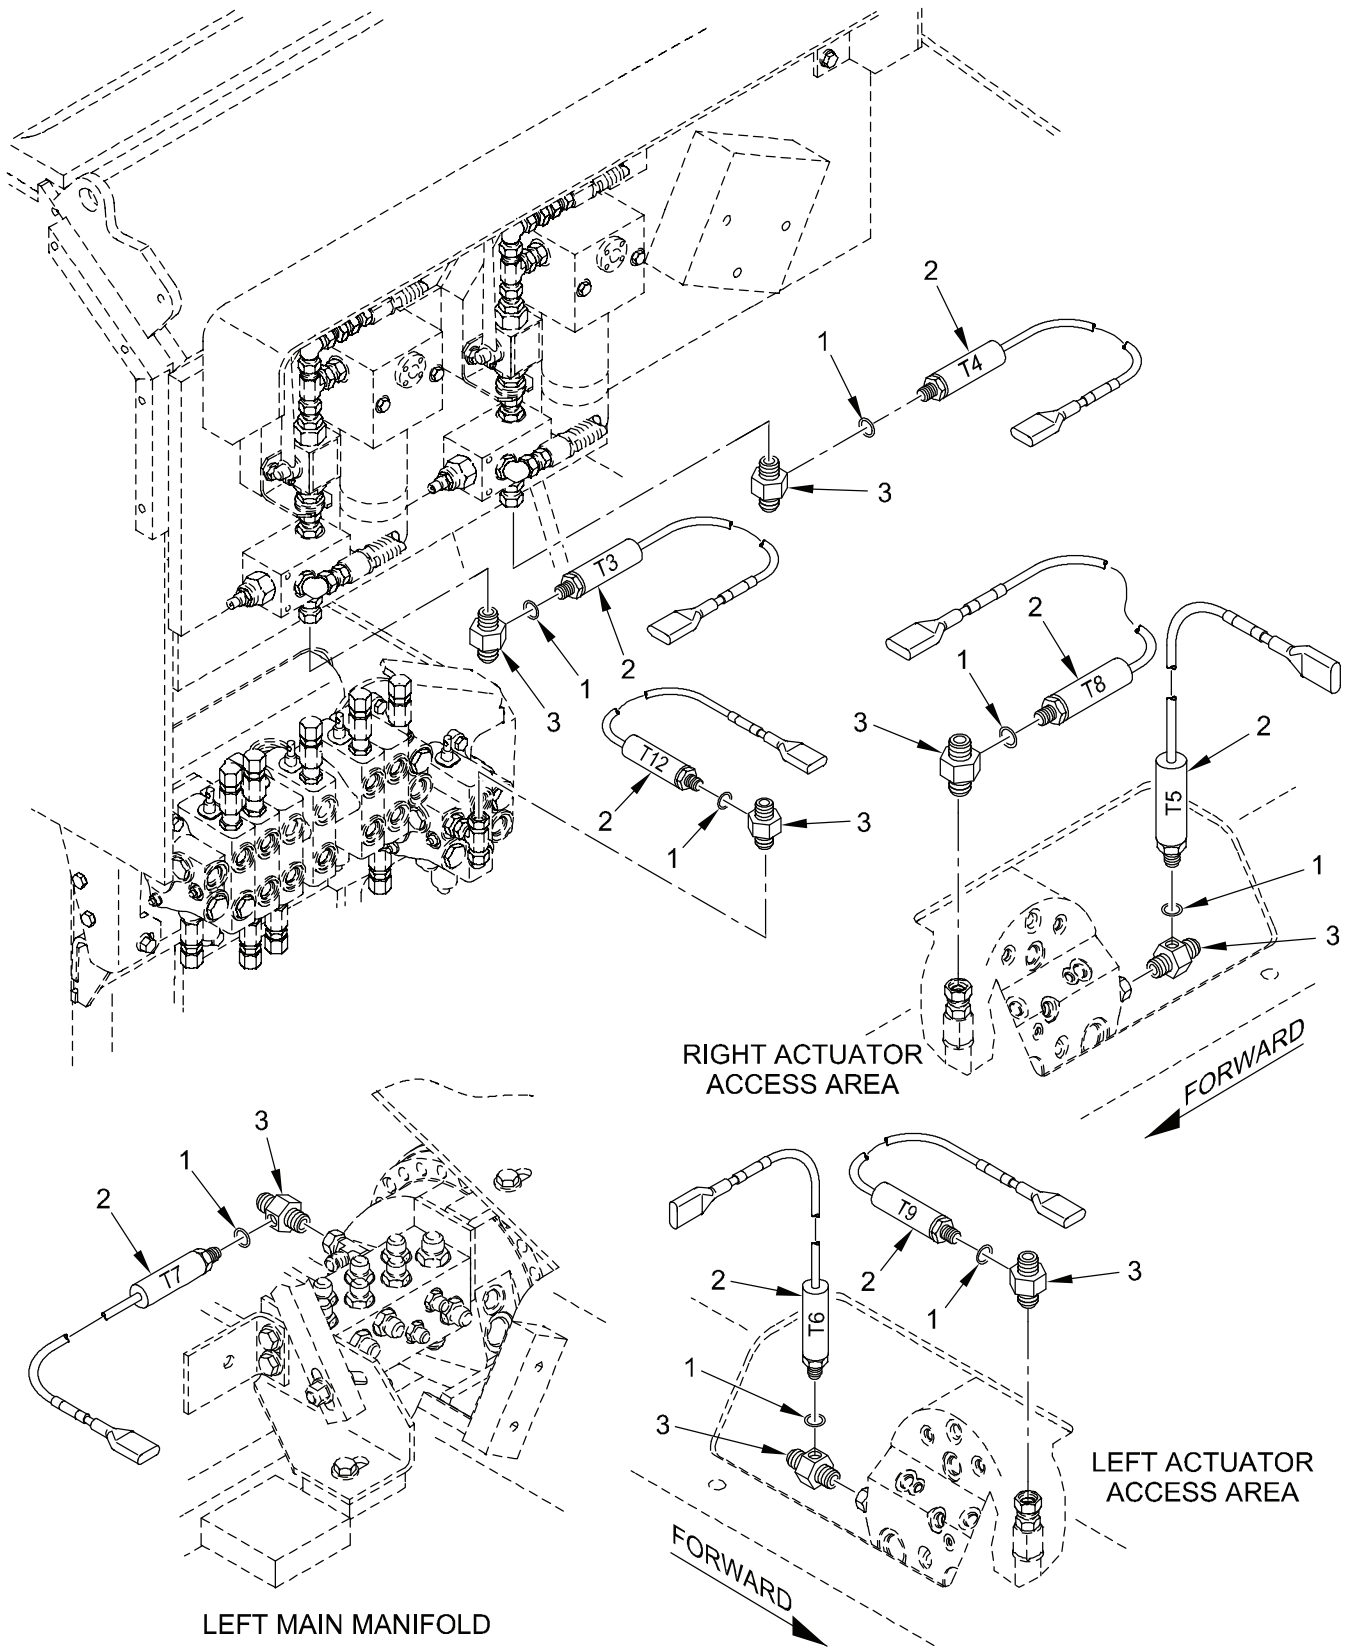 2
1
T4
3
T3
1
2
3
2
1
T8
3
2
T5
1
3
T12
2
1
3
RIGHT ACTUATOR
ACCESS AREA
FORWARD
3
1
2
T7
LEFT MAIN MANIFOLD
T9
2
1
3
2
T6
1
3
LEFT ACTUATOR
ACCESS AREA
FORWARD